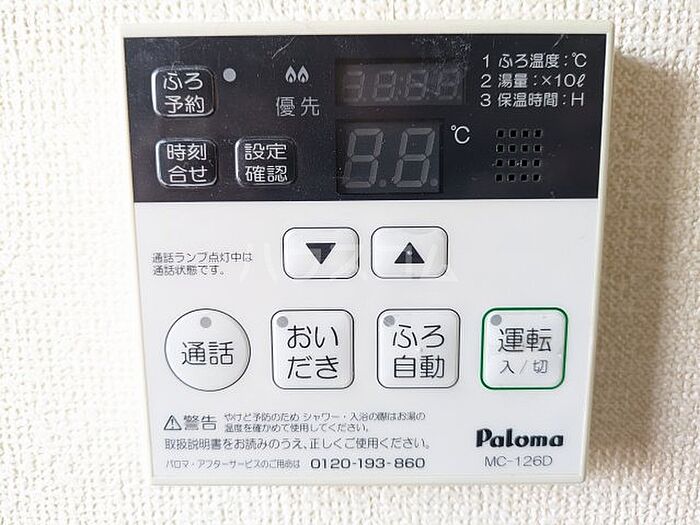 ふろ
予約
優先
1 ふろ温度:℃
2 湯量:×10ℓ
3 保温時間:H
時刻
合せ
設定
確認
88:88
88
℃
通話ランプ点灯中は
通話状態です。
▼
▲
通話
おい
だき
ふろ
自動
運転
入/切
⚠警告
やけど予防のため シャワー・入浴の際はお湯の
温度を確かめて使用してください。
取扱説明書をお読みのうえ、正しくご使用ください。
パロマ・アフターサービスのご用命は 0120-193-860
Paloma
MC-126D